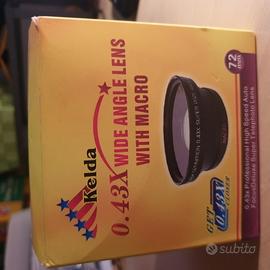 Kelda
0.43X WIDE ANGLE LENS
WITH MACRO
72
mm
0.43x Professional High Speed Auto
Focus Deluxe Super Telephoto Lens
GET
0.43X
CLOSER
subito